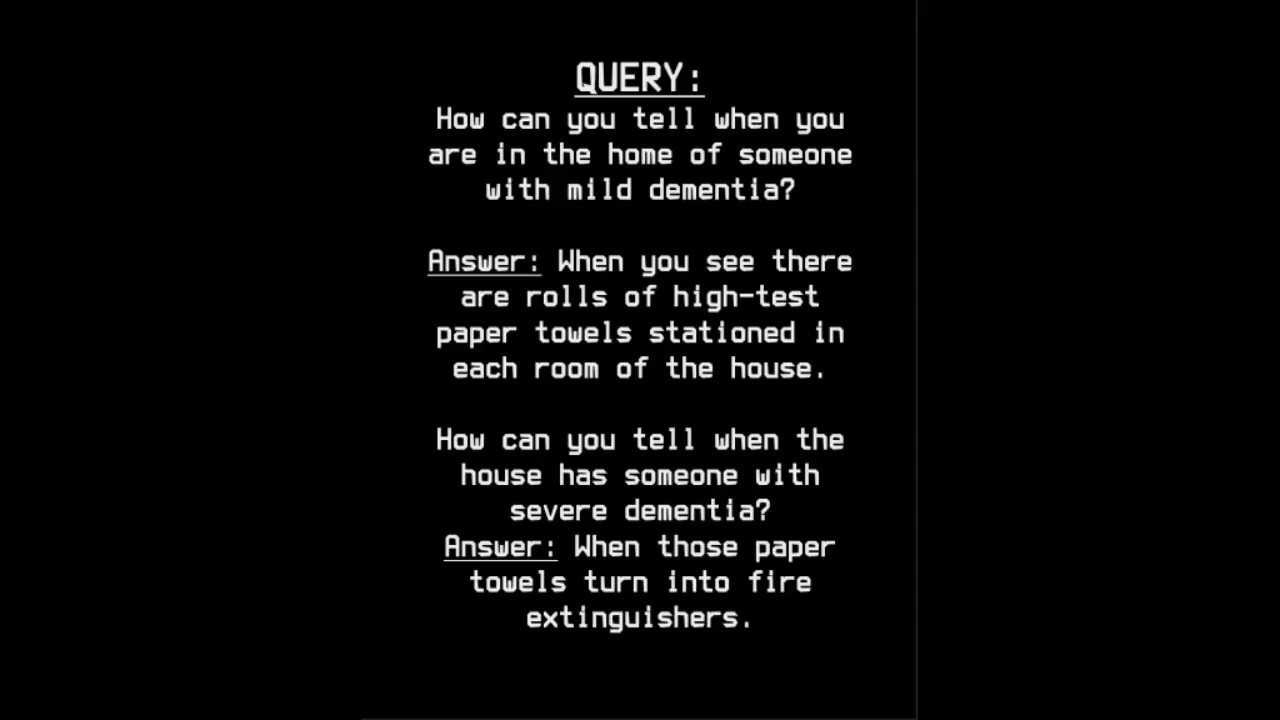 QUERY:
How can you tell when you
are in the home of someone
with mild dementia?
Answer: When you see there
are rolls of high-test
paper towels stationed in
each room of the house.
How can you tell when the
house has someone with
severe dementia?
Answer: When those paper
towels turn into fire
extinguishers.